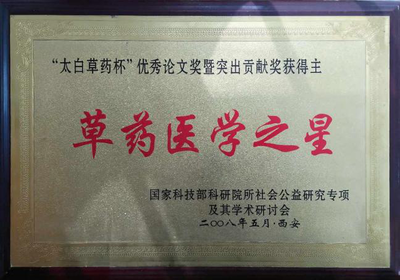 “太白草药杯”优秀论文奖暨突出贡献奖获得主
草药医学之星
国家科技部科研院所社会公益研究专项
及其学术研讨会
二〇〇八年五月·西安